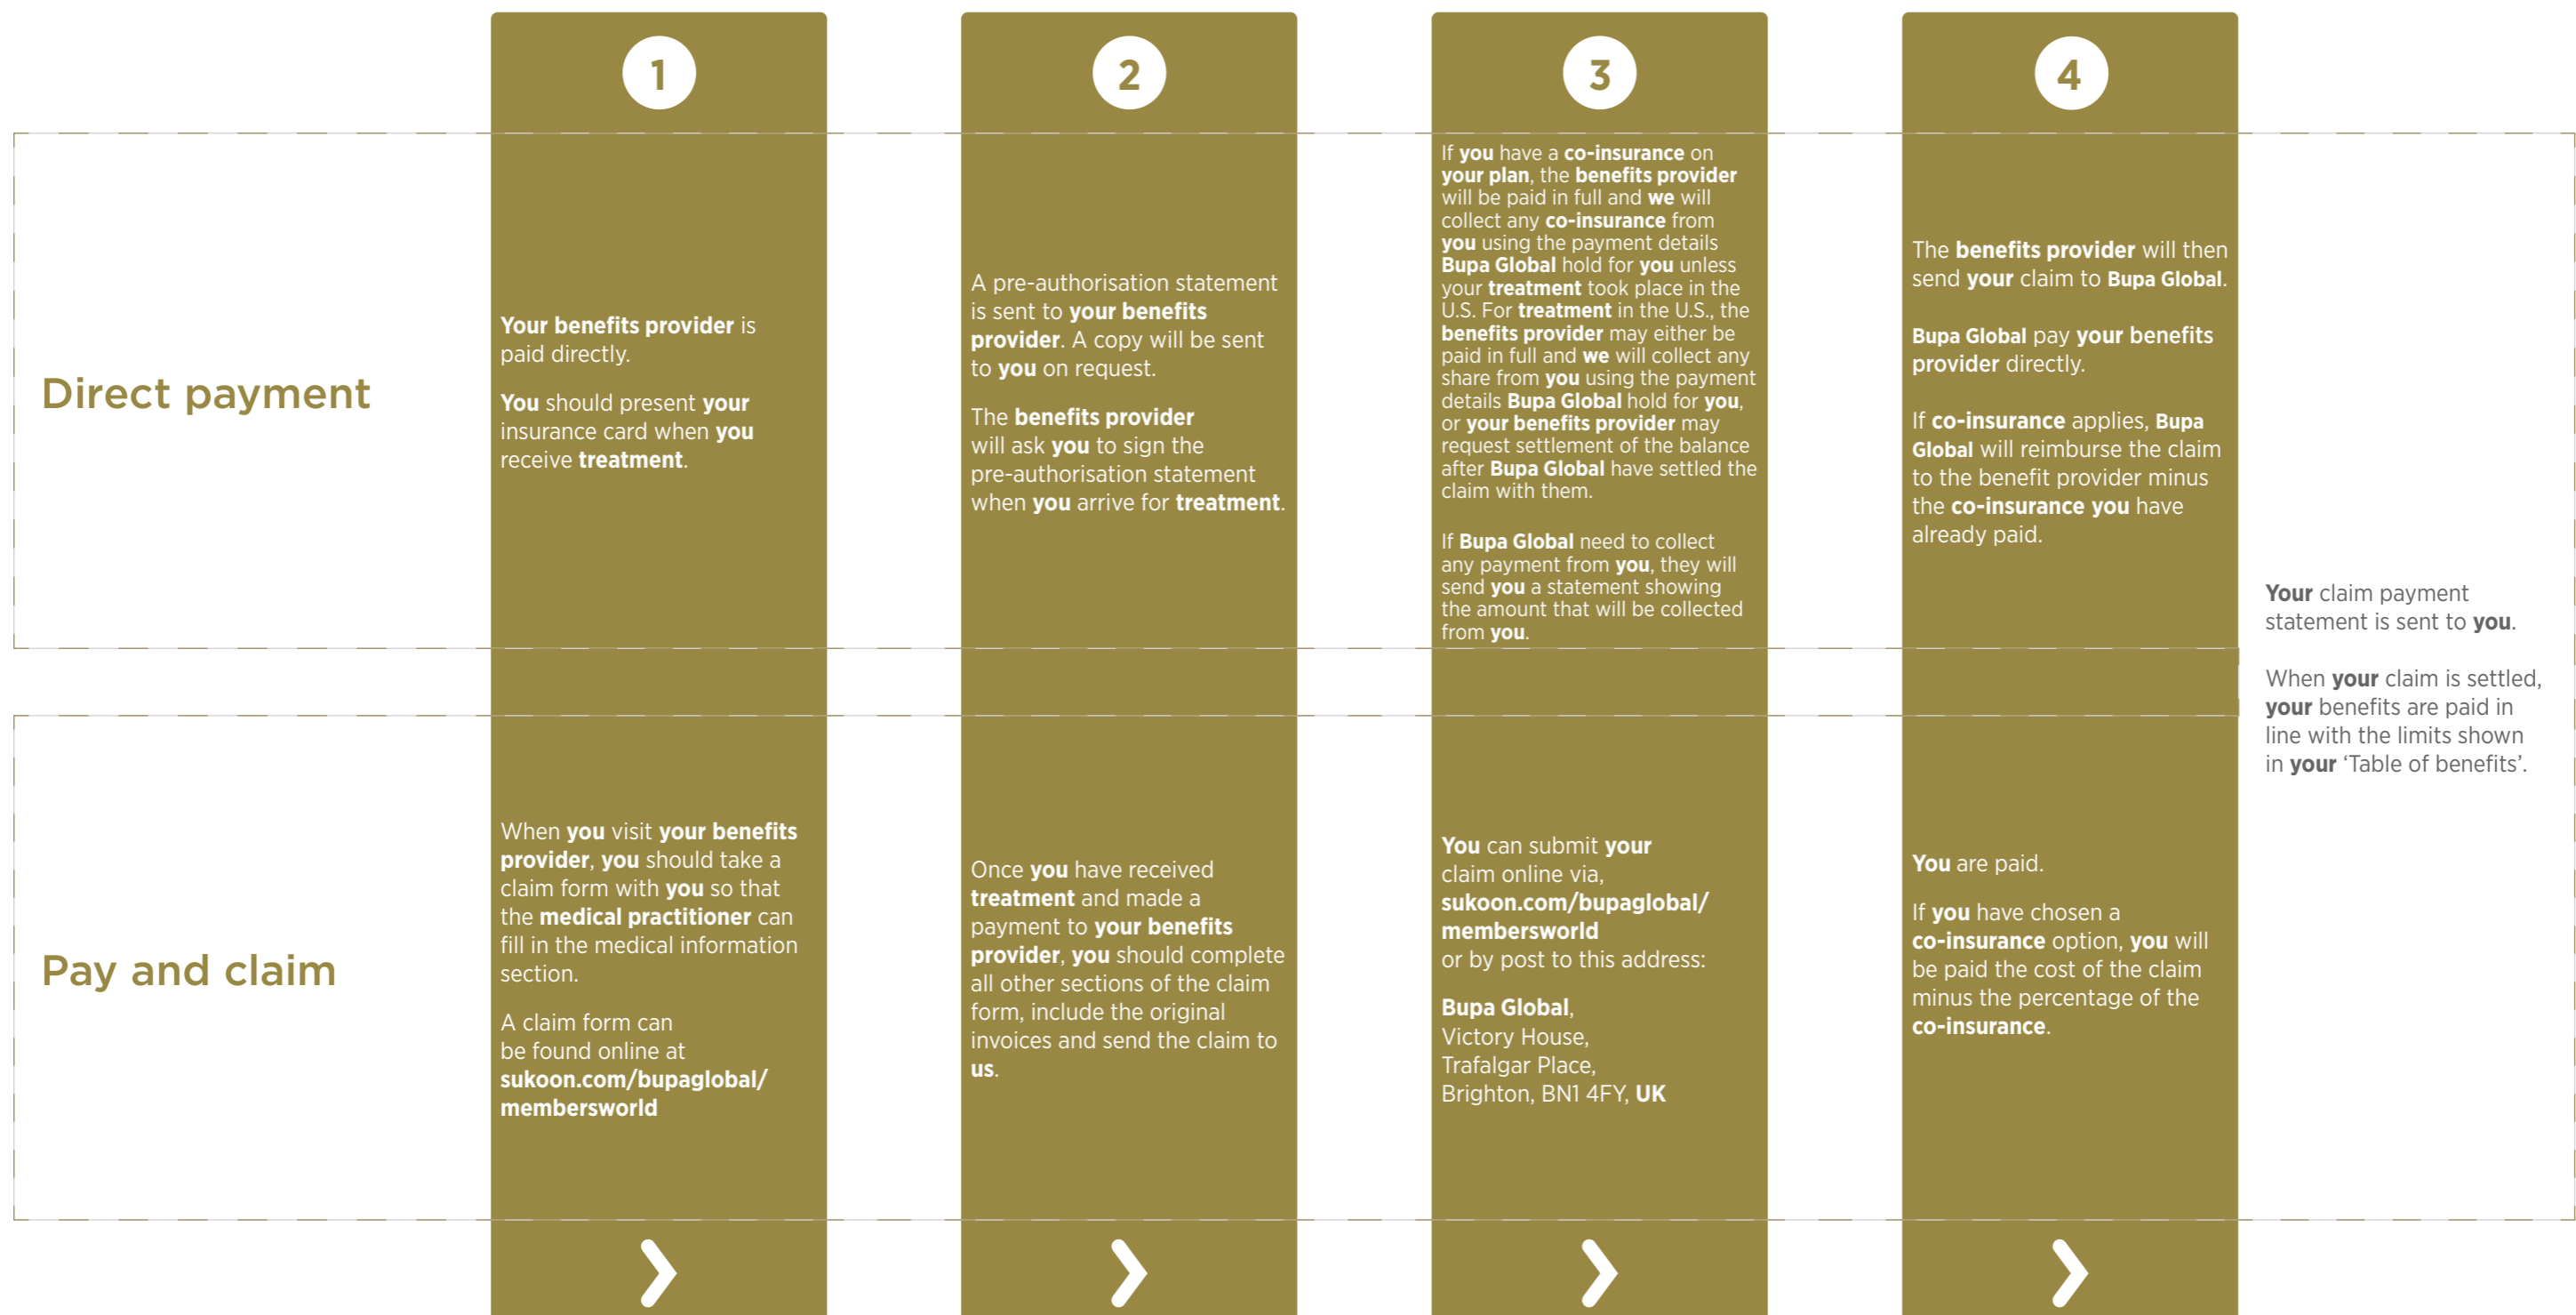 1
2
3
4
Direct payment
Your benefits provider is
paid directly.
You should present your
insurance card when you
receive treatment.
A pre-authorisation statement
is sent to your benefits
provider. A copy will be sent
to you on request.
The benefits provider
will ask you to sign the
pre-authorisation statement
when you arrive for treatment.
If you have a co-insurance on
your plan, the benefits provider
will be paid in full and we will
collect any co-insurance from
you using the payment details
Bupa Global hold for you unless
your treatment took place in the
U.S. For treatment in the U.S., the
benefits provider may either be
paid in full and we will collect any
share from you using the payment
details Bupa Global hold for you,
or your benefits provider may
request settlement of the balance
after Bupa Global have settled the
claim with them.
If Bupa Global need to collect
any payment from you, they will
send you a statement showing
the amount that will be collected
from you.
The benefits provider will then
send your claim to Bupa Global.
Bupa Global pay your benefits
provider directly.
If co-insurance applies, Bupa
Global will reimburse the claim
to the benefit provider minus
the co-insurance you have
already paid.
Pay and claim
When you visit your benefits
provider, you should take a
claim form with you so that
the medical practitioner can
fill in the medical information
section.
A claim form can
be found online at
sukoon.com/bupaglobal/
membersworld
Once you have received
treatment and made a
payment to your benefits
provider, you should complete
all other sections of the claim
form, include the original
invoices and send the claim to
us.
You can submit your
claim online via,
sukoon.com/bupaglobal/
membersworld
or by post to this address:
Bupa Global,
Victory House,
Trafalgar Place,
Brighton, BN1 4FY, UK
You are paid.
If you have chosen a
co-insurance option, you will
be paid the cost of the claim
minus the percentage of the
co-insurance.
Your claim payment
statement is sent to you.
When your claim is settled,
your benefits are paid in
line with the limits shown
in your ‘Table of benefits’.